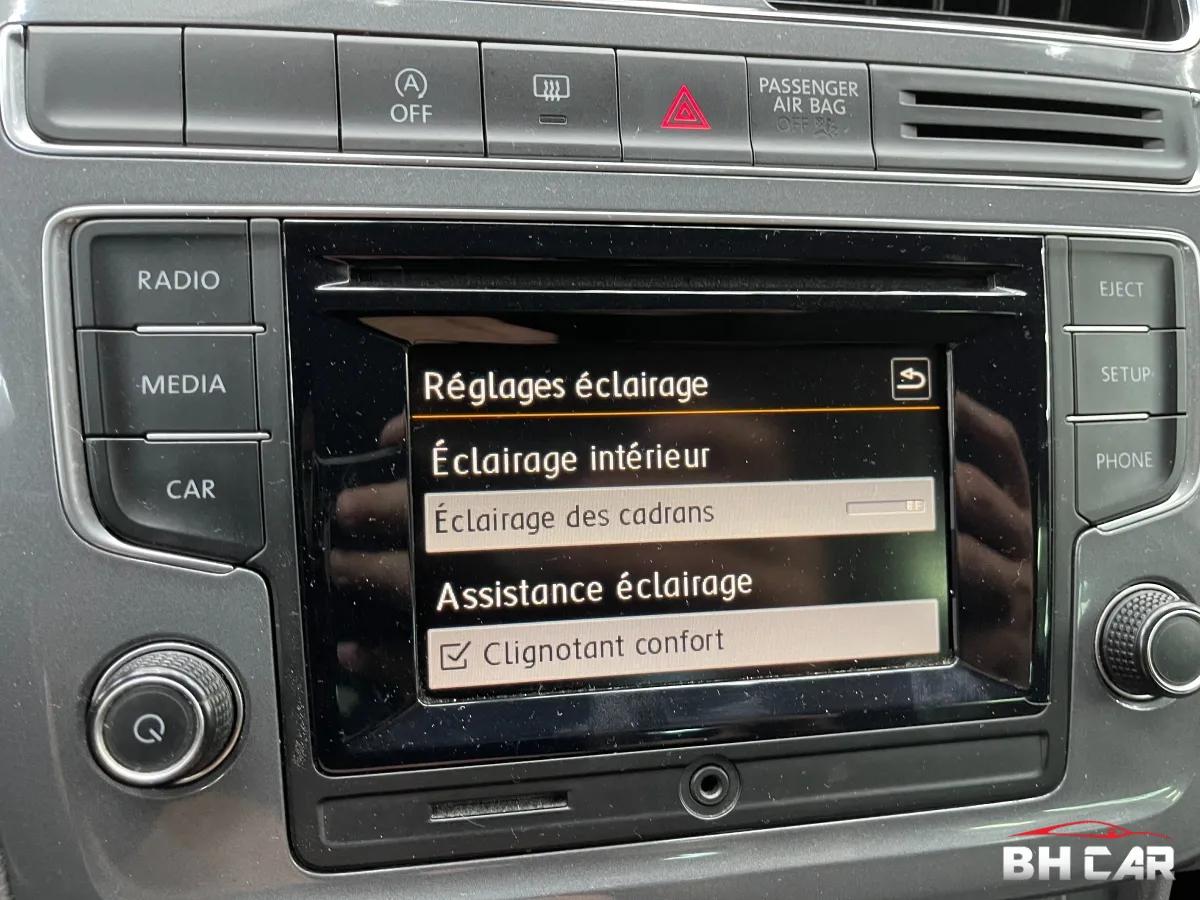 A
OFF
PASSENGER
AIR BAG
OFF
RADIO
MEDIA
CAR
EJECT
SETUP
PHONE
Réglages éclairage
Éclairage intérieur
Éclairage des cadrans
Assistance éclairage
Clignotant confort
BH CAR